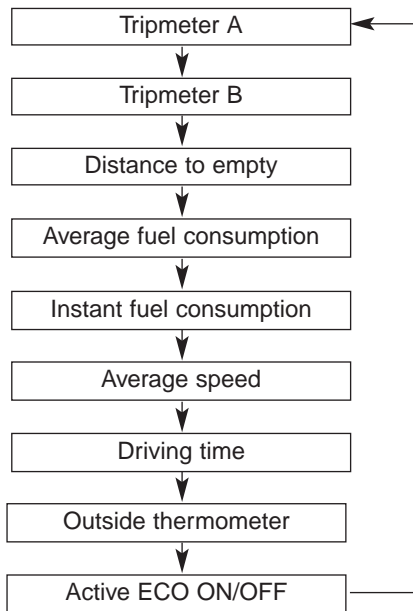 Tripmeter A
Tripmeter B
Distance to empty
Average fuel consumption
Instant fuel consumption
Average speed
Driving time
Outside thermometer
Active ECO ON/OFF